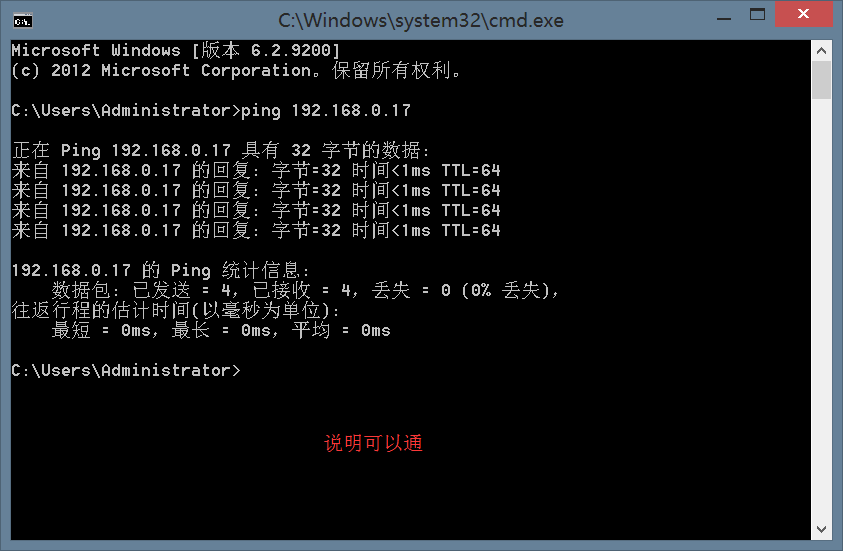 C:\Windows\system32\cmd.exe
Microsoft Windows [版本 6.2.9200]
(c) 2012 Microsoft Corporation。保留所有权利。
C:\Users\Administrator>ping 192.168.0.17
正在 Ping 192.168.0.17 具有 32 字节的数据:
来自 192.168.0.17 的回复: 字节=32 时间<1ms TTL=64
来自 192.168.0.17 的回复: 字节=32 时间<1ms TTL=64
来自 192.168.0.17 的回复: 字节=32 时间<1ms TTL=64
来自 192.168.0.17 的回复: 字节=32 时间<1ms TTL=64
192.168.0.17 的 Ping 统计信息:
数据包: 已发送 = 4，已接收 = 4，丢失 = 0 (0% 丢失)，
往返行程的估计时间(以毫秒为单位):
最短 = 0ms，最长 = 0ms，平均 = 0ms
C:\Users\Administrator>
说明可以通